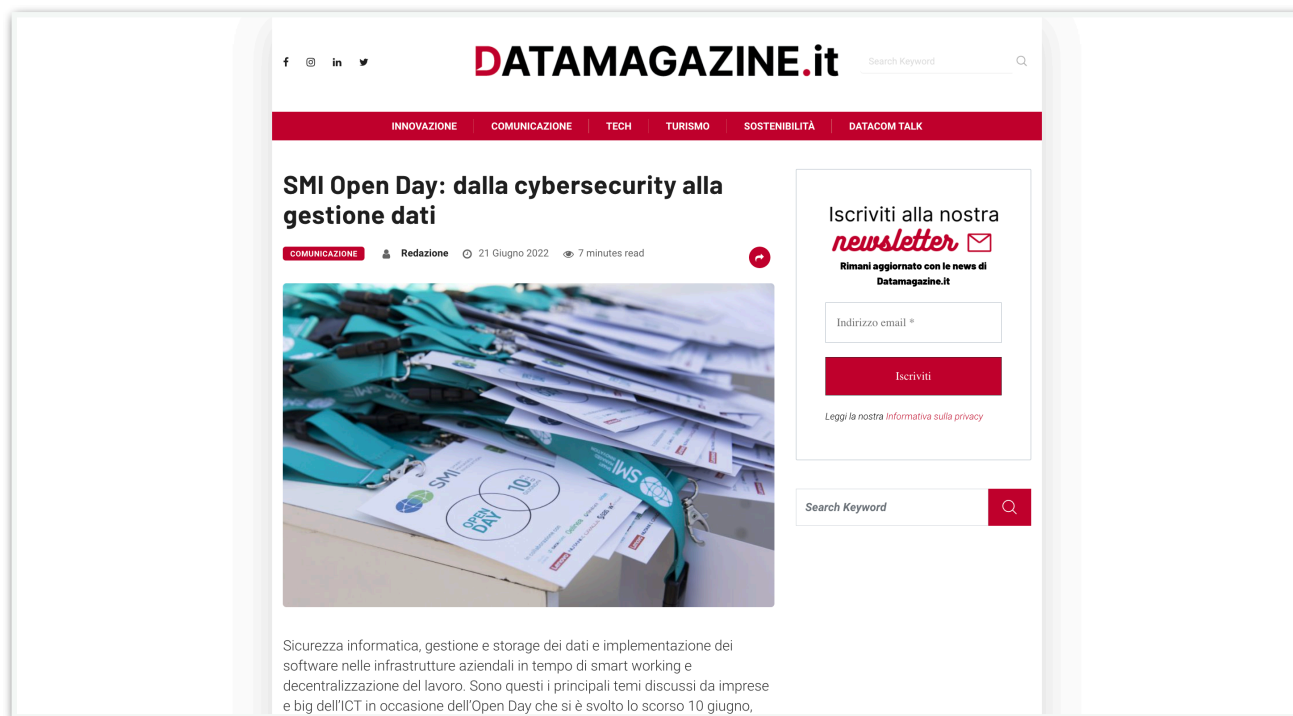 DATAMAGAZINE.it
Search Keyword
INNOVAZIONE COMUNICAZIONE TECH TURISMO SOSTENIBILITÀ DATACOM TALK
SMI Open Day: dalla cybersecurity alla
gestione dati
COMUNICAZIONE Redazione 21 Giugno 2022 7 minutes read
SMI
OPEN
DAY
10
SMI
Lenovo
Sicurezza informatica, gestione e storage dei dati e implementazione dei
software nelle infrastrutture aziendali in tempo di smart working e
decentralizzazione del lavoro. Sono questi i principali temi discussi da imprese
e big dell'ICT in occasione dell'Open Day che si è svolto lo scorso 10 giugno,
Iscriviti alla nostra
newsletter
Rimani aggiornato con le news di
Datamagazine.it
Indirizzo email *
Iscriviti
Leggi la nostra Informativa sulla privacy
Search Keyword